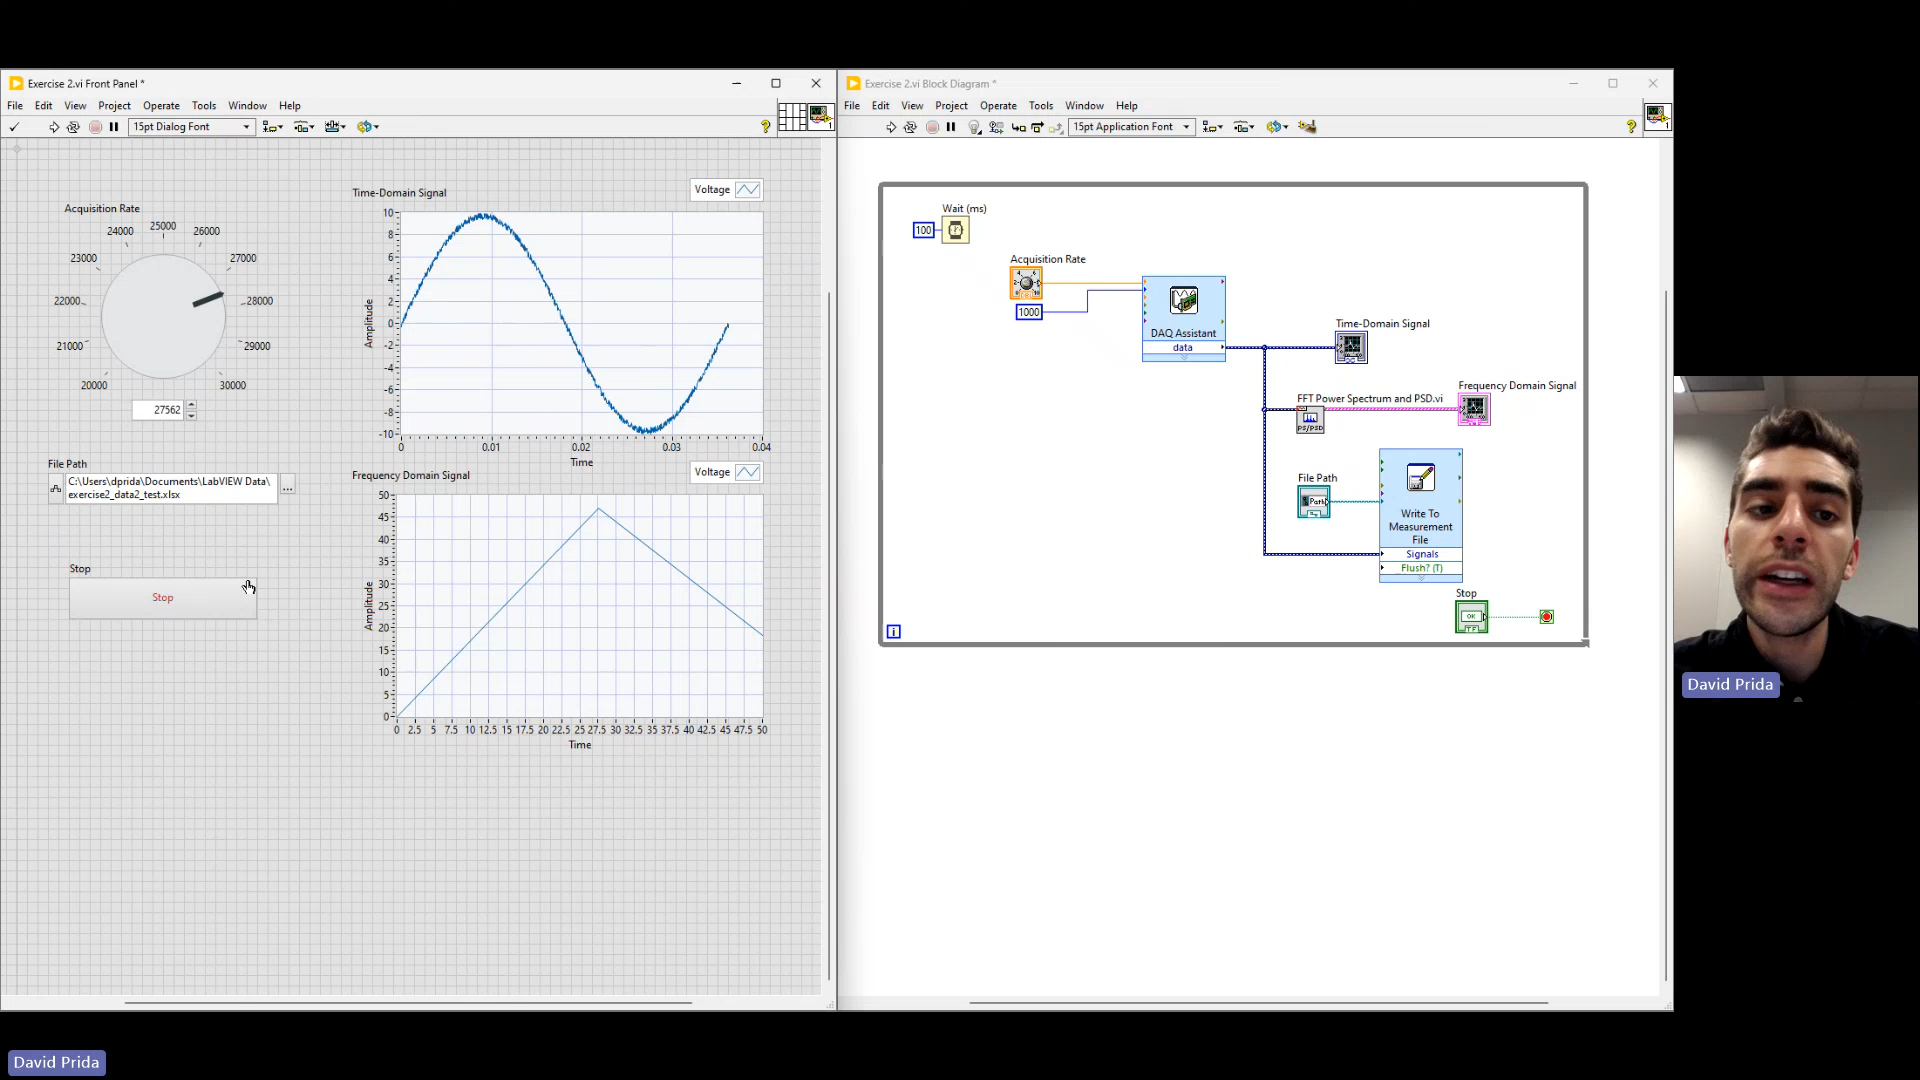 Exercise 2.vi Front Panel *
File Edit View Project Operate Tools Window Help
15pt Dialog Font
?
1
Acquisition Rate
20000
21000
22000
23000
24000
25000
26000
27000
28000
29000
30000
27562
File Path
C:\Users\dprida\Documents\LabVIEW Data\
exercise2_data2_test.xlsx
...
Stop
Stop
Time-Domain Signal
Voltage
Amplitude
10
8
6
4
2
0
-2
-4
-6
-8
-10
0 0.01 0.02 0.03 0.04
Time
Frequency Domain Signal
Voltage
Amplitude
50
45
40
35
30
25
20
15
10
5
0
0 2.5 5 7.5 10 12.5 15 17.5 20 22.5 25 27.5 30 32.5 35 37.5 40 42.5 45 47.5 50
Time
Exercise 2.vi Block Diagram *
File Edit View Project Operate Tools Window Help
15pt Application Font
?
1
Wait (ms)
100
Acquisition Rate
1000
DAQ Assistant
data
Time-Domain Signal
Frequency Domain Signal
FFT Power Spectrum and PSD.vi
PS/PSD
File Path
Path
Write To
Measurement
File
Signals
Flush? (T)
Stop
OK
TF
i
David Prida
David Prida